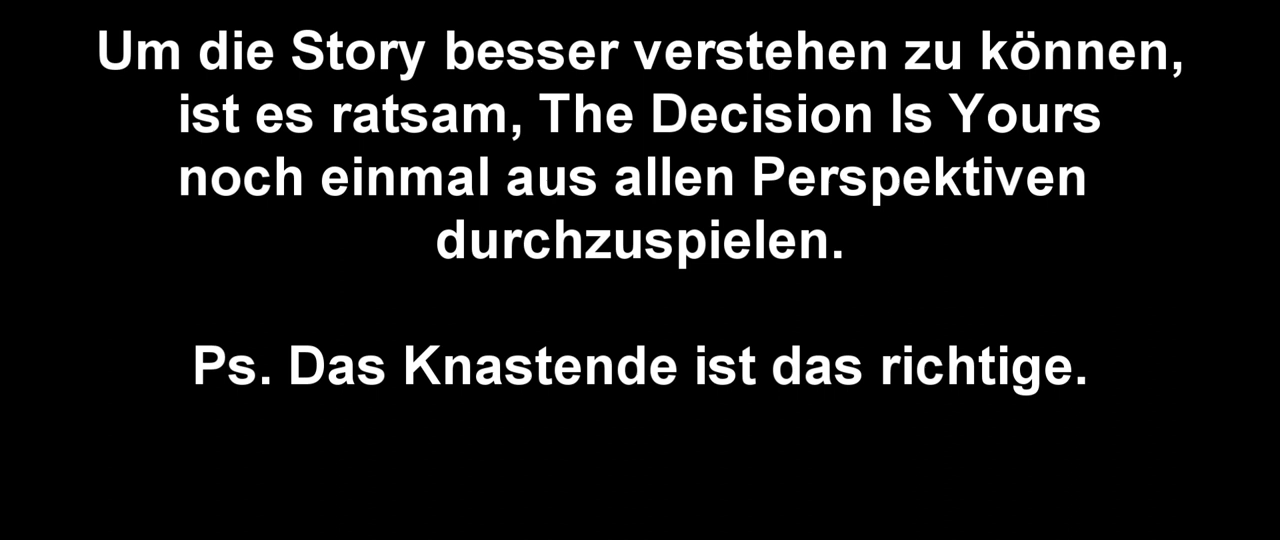 Um die Story besser verstehen zu können,
ist es ratsam, The Decision Is Yours
noch einmal aus allen Perspektiven
durchzuspielen.
Ps. Das Knastende ist das richtige.